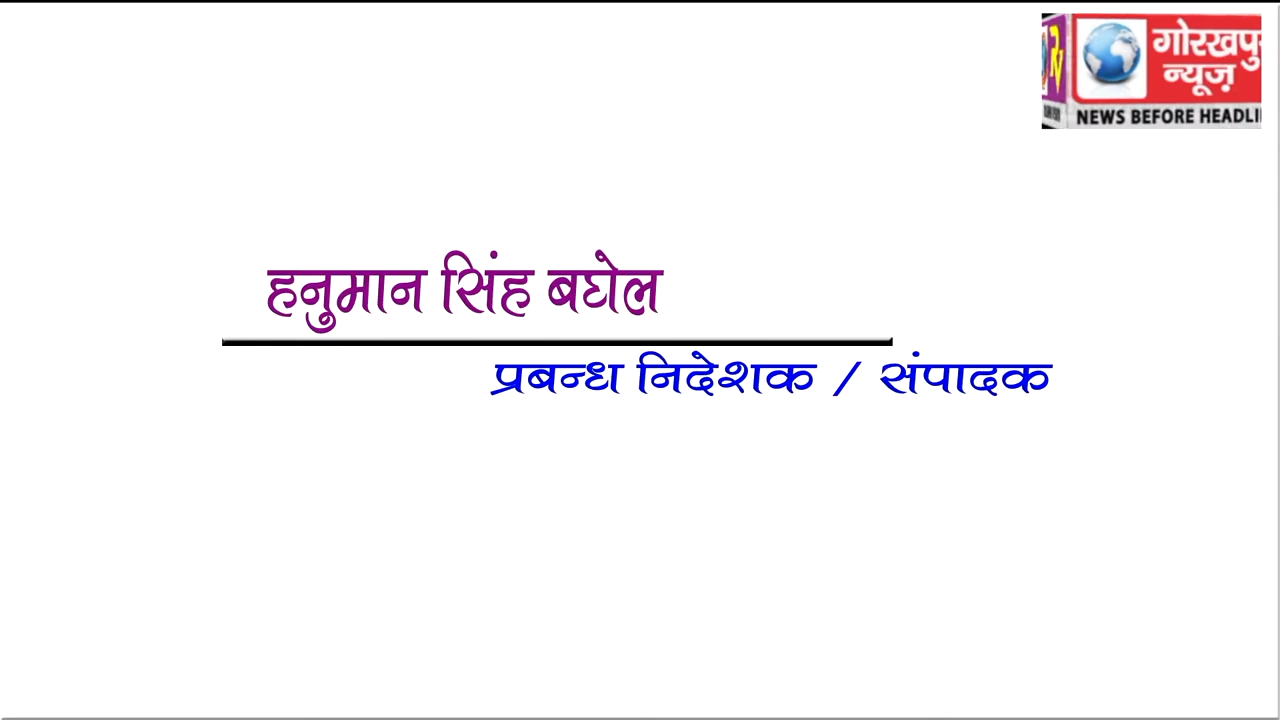 गोरखपु
न्यूज़
NEWS BEFORE HEADLI
हनुमान सिंह बघेल
प्रबन्ध निदेशक / संपादक